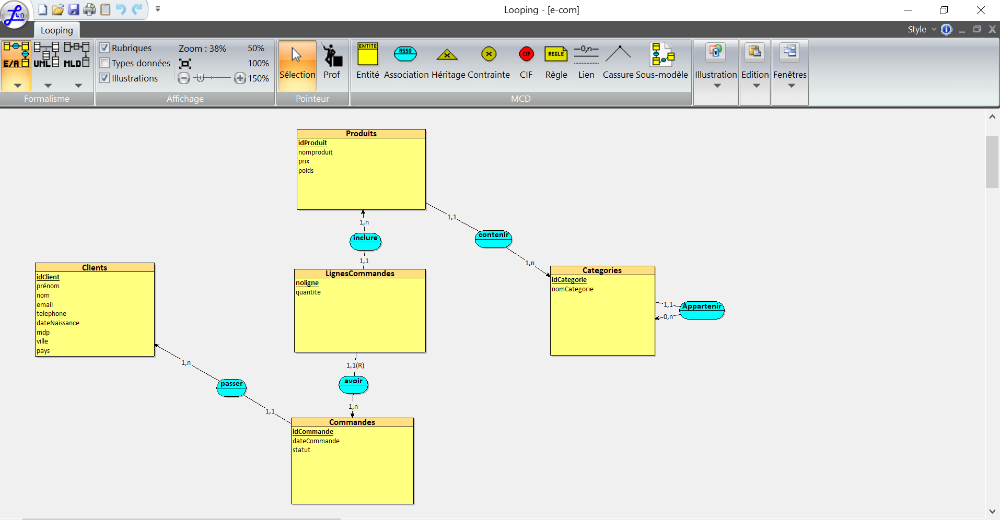 Looping - [e-com]
4.0
Looping
Style
E/A
UML
MLD
Rubriques
Types données
Illustrations
Zoom : 38%
50%
100%
150%
Sélection
Prof
ENTITE
Entité
ASSO
Association
Héritage
Contrainte
CIF
CIF
REGLE
Règle
0,n
Lien
Cassure
Sous-modèle
Illustration
Edition
Fenêtres
Formalisme
Affichage
Pointeur
MCD
Produits
idProduit
nomproduit
prix
poids
1,n
inclure
1,1
1,1
contenir
1,n
Clients
idClient
prénom
nom
email
telephone
dateNaissance
mdp
ville
pays
LignesCommandes
noligne
quantite
Categories
idCategorie
nomCategorie
1,1
Appartenir
0,n
1,n
passer
1,1
1,1(R)
avoir
1,n
Commandes
idCommande
dateCommande
statut